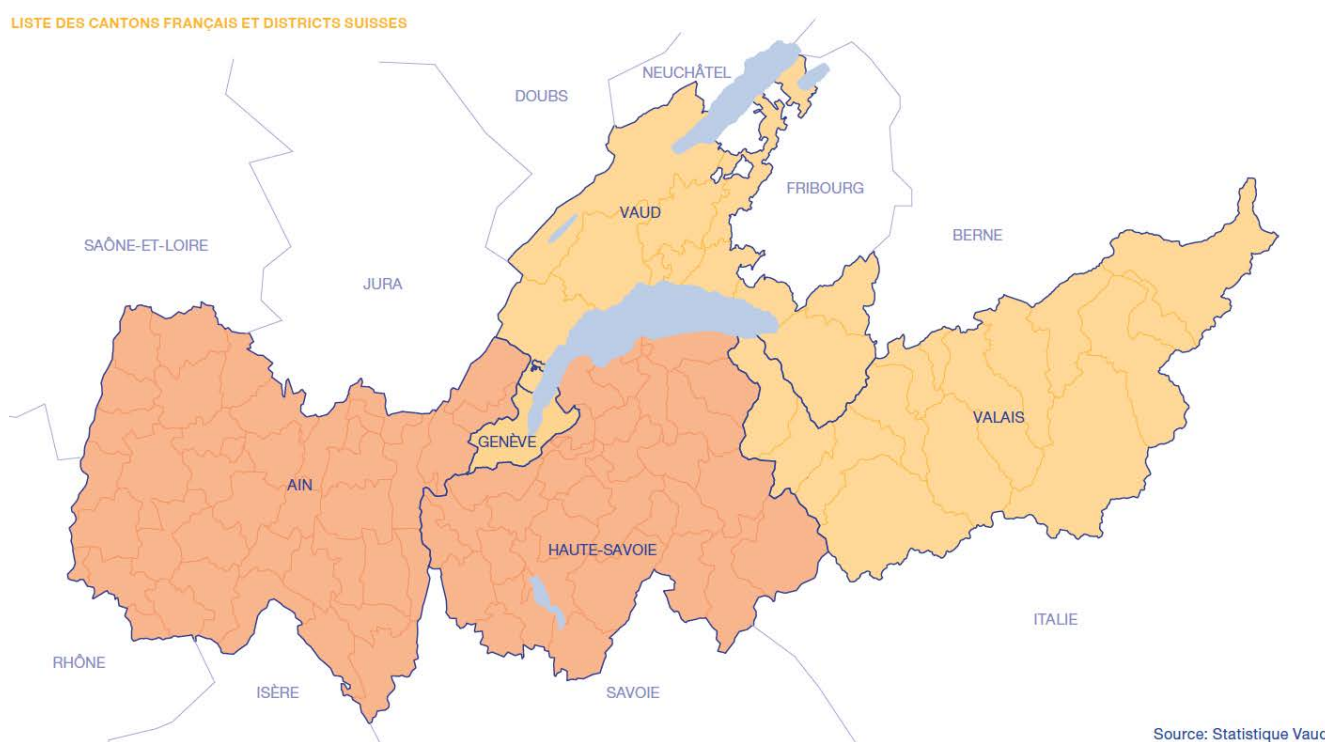 LISTE DES CANTONS FRANÇAIS ET DISTRICTS SUISSES
NEUCHÂTEL
DOUBS
FRIBOURG
VAUD
BERNE
SAÔNE-ET-LOIRE
JURA
VALAIS
GENÈVE
AIN
HAUTE-SAVOIE
ITALIE
RHÔNE
ISÈRE
SAVOIE
Source: Statistique Vaud